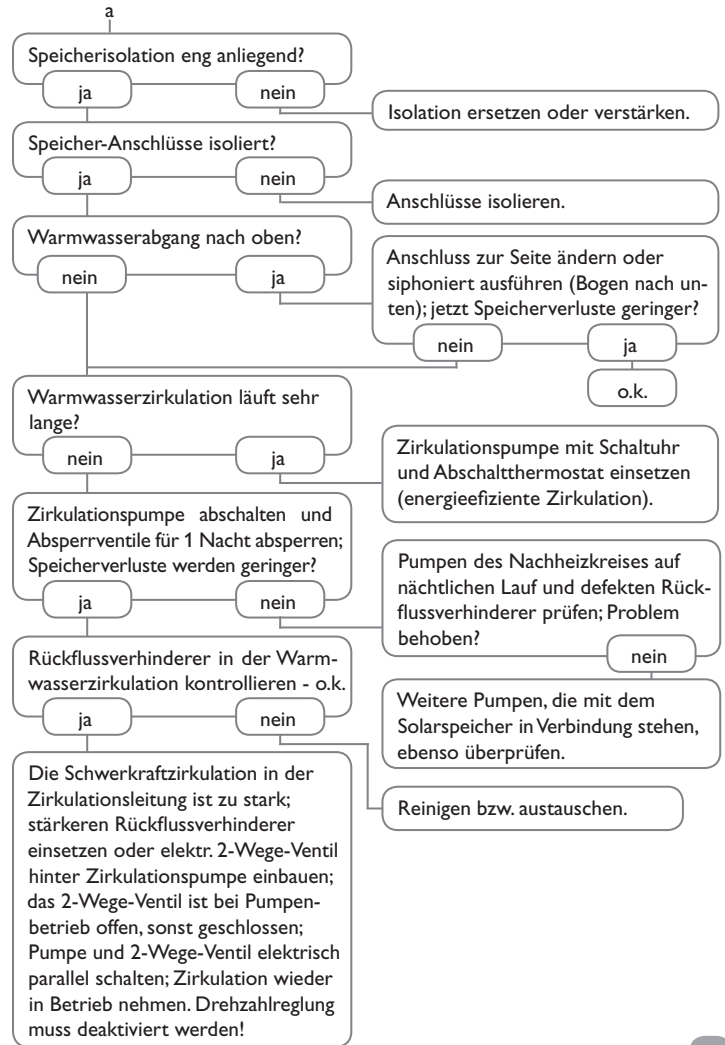 a
Speicherisolation eng anliegend?
ja
nein
Isolation ersetzen oder verstärken.
Speicher-Anschlüsse isoliert?
ja
nein
Anschlüsse isolieren.
Warmwasserabgang nach oben?
nein
ja
Anschluss zur Seite ändern oder
siphoniert ausführen (Bogen nach un-
ten); jetzt Speicherverluste geringer?
nein
ja
o.k.
Warmwasserzirkulation läuft sehr
lange?
nein
ja
Zirkulationspumpe mit Schaltuhr
und Abschaltthermostat einsetzen
(energieefiziente Zirkulation).
Zirkulationspumpe abschalten und
Absperrventile für 1 Nacht absperren;
Speicherverluste werden geringer?
ja
nein
Pumpen des Nachheizkreises auf
nächtlichen Lauf und defekten Rück-
flussverhinderer prüfen; Problem
behoben?
nein
Weitere Pumpen, die mit dem
Solarspeicher in Verbindung stehen,
ebenso überprüfen.
Rückflussverhinderer in der Warm-
wasserzirkulation kontrollieren - o.k.
ja
nein
Reinigen bzw. austauschen.
Die Schwerkraftzirkulation in der
Zirkulationsleitung ist zu stark;
stärkeren Rückflussverhinderer
einsetzen oder elektr. 2-Wege-Ventil
hinter Zirkulationspumpe einbauen;
das 2-Wege-Ventil ist bei Pumpen-
betrieb offen, sonst geschlossen;
Pumpe und 2-Wege-Ventil elektrisch
parallel schalten; Zirkulation wieder
in Betrieb nehmen. Drehzahlreglung
muss deaktiviert werden!